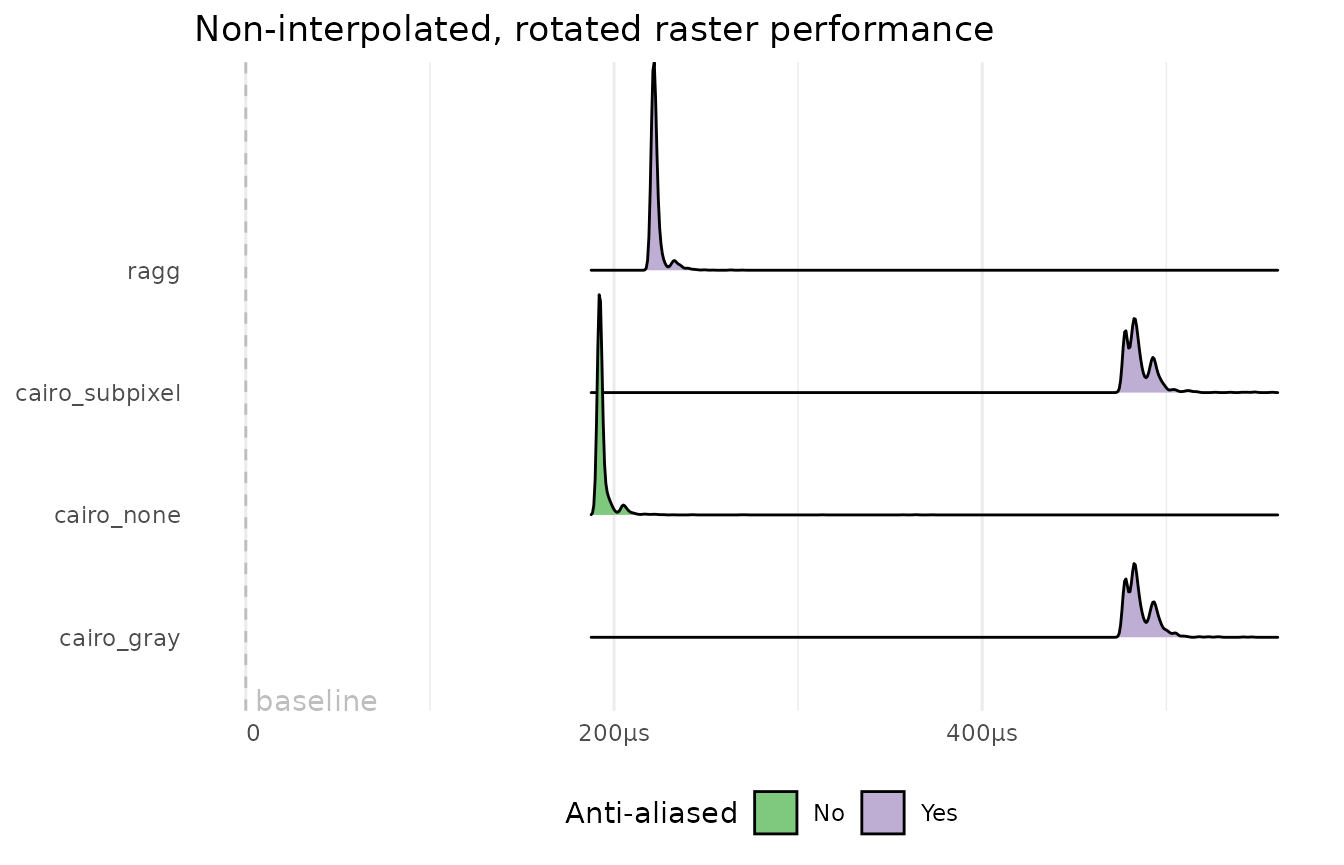 Non-interpolated, rotated raster performance
ragg
cairo_subpixel
cairo_none
cairo_gray
baseline
0 200µs 400µs
Anti-aliased No Yes